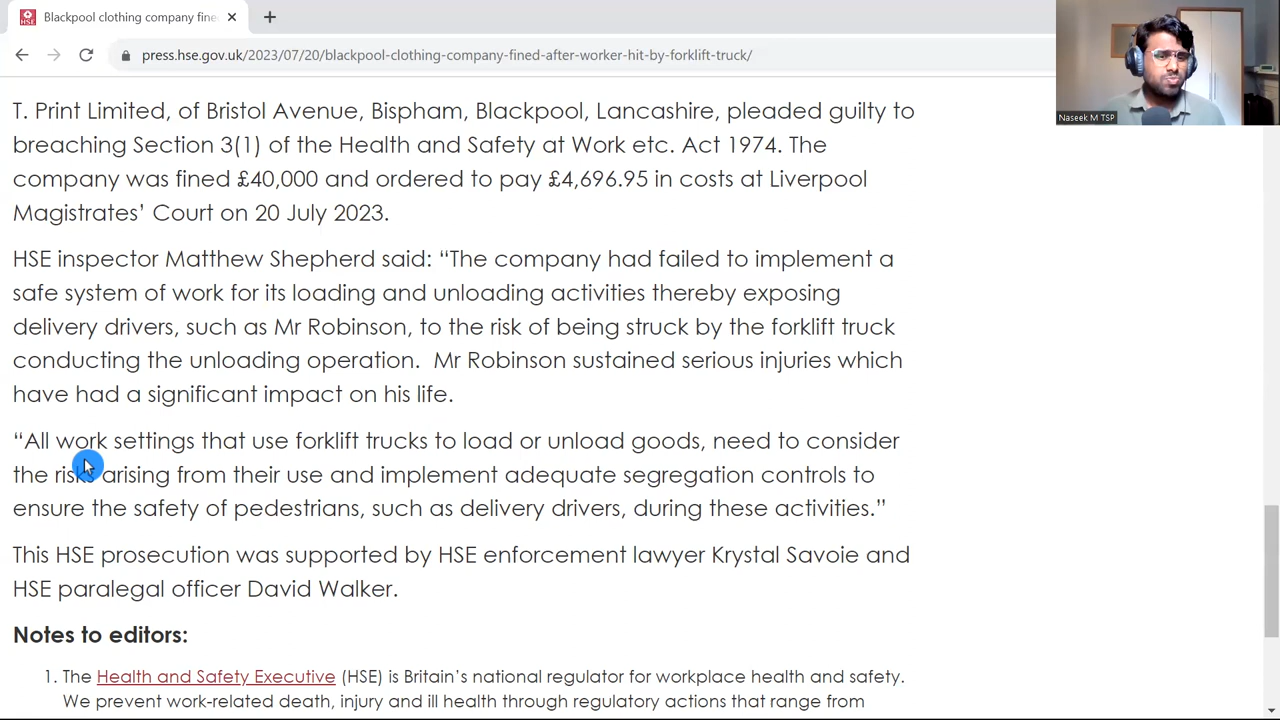 Blackpool clothing company fine
press.hse.gov.uk/2023/07/20/blackpool-clothing-company-fined-after-worker-hit-by-forklift-truck/
Naseek M TSP
T. Print Limited, of Bristol Avenue, Bispham, Blackpool, Lancashire, pleaded guilty to
breaching Section 3(1) of the Health and Safety at Work etc. Act 1974. The
company was fined £40,000 and ordered to pay £4,696.95 in costs at Liverpool
Magistrates’ Court on 20 July 2023.
HSE inspector Matthew Shepherd said: “The company had failed to implement a
safe system of work for its loading and unloading activities thereby exposing
delivery drivers, such as Mr Robinson, to the risk of being struck by the forklift truck
conducting the unloading operation.  Mr Robinson sustained serious injuries which
have had a significant impact on his life.
“All work settings that use forklift trucks to load or unload goods, need to consider
the risks arising from their use and implement adequate segregation controls to
ensure the safety of pedestrians, such as delivery drivers, during these activities.”
This HSE prosecution was supported by HSE enforcement lawyer Krystal Savoie and
HSE paralegal officer David Walker.
Notes to editors:
1. The Health and Safety Executive (HSE) is Britain’s national regulator for workplace health and safety.
We prevent work-related death, injury and ill health through regulatory actions that range from